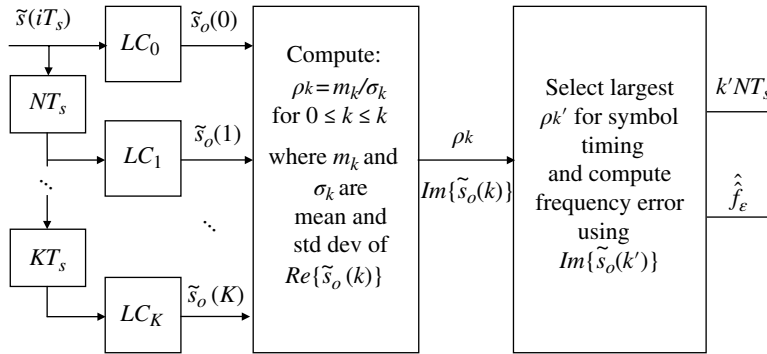 s̃(iTₛ)
LC₀
s̃ₒ(0)
NTₛ
LC₁
s̃ₒ(1)
...
...
KTₛ
LC_K
s̃ₒ(K)
Compute:
ρk = mₖ/σₖ
for 0 ≤ k ≤ k
where mₖ and
σₖ are
mean and
std dev of
Re{s̃ₒ (k)}
ρk
Im{s̃ₒ(k)}
Select largest
ρk′ for symbol
timing
and compute
frequency error
using
Im{s̃ₒ(k′)}
k′NTₛ
f̂̂_ε